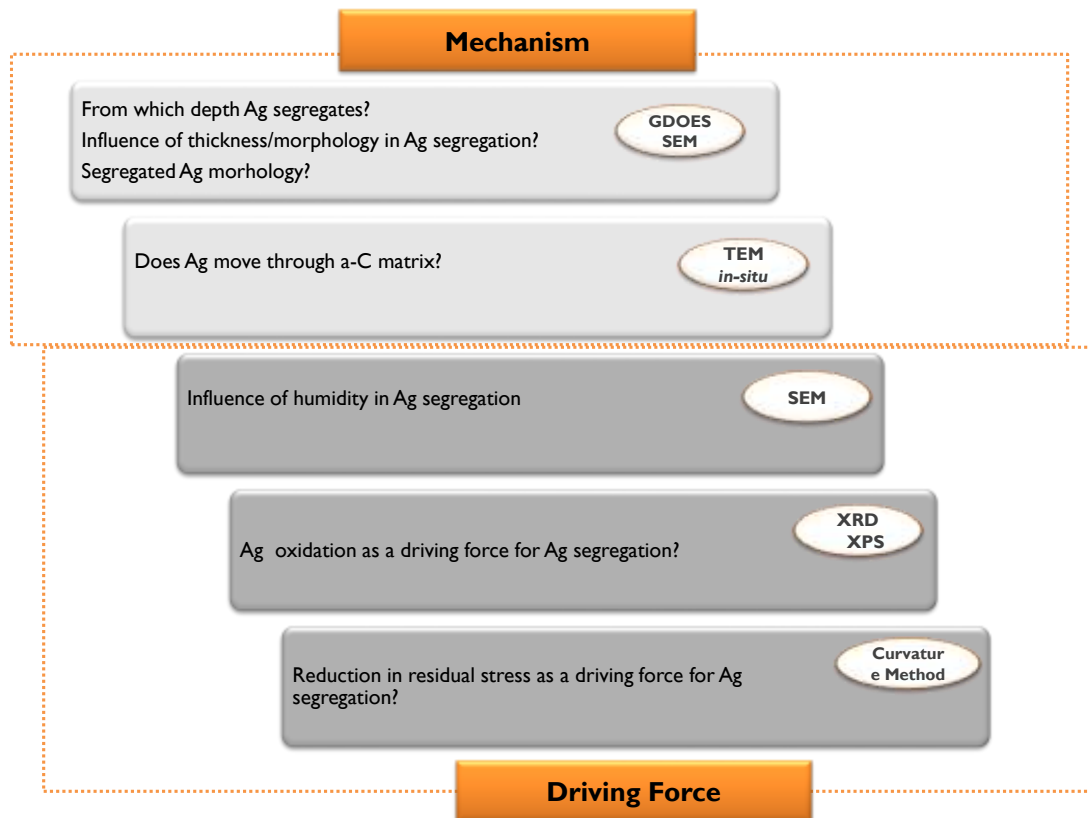 Mechanism
From which depth Ag segregates?
Influence of thickness/morphology in Ag segregation?
Segregated Ag morhology?
GDOES
SEM
Does Ag move through a-C matrix?
TEM
in-situ
Influence of humidity in Ag segregation
SEM
Ag oxidation as a driving force for Ag segregation?
XRD
XPS
Reduction in residual stress as a driving force for Ag
segregation?
Curvatur
e Method
Driving Force